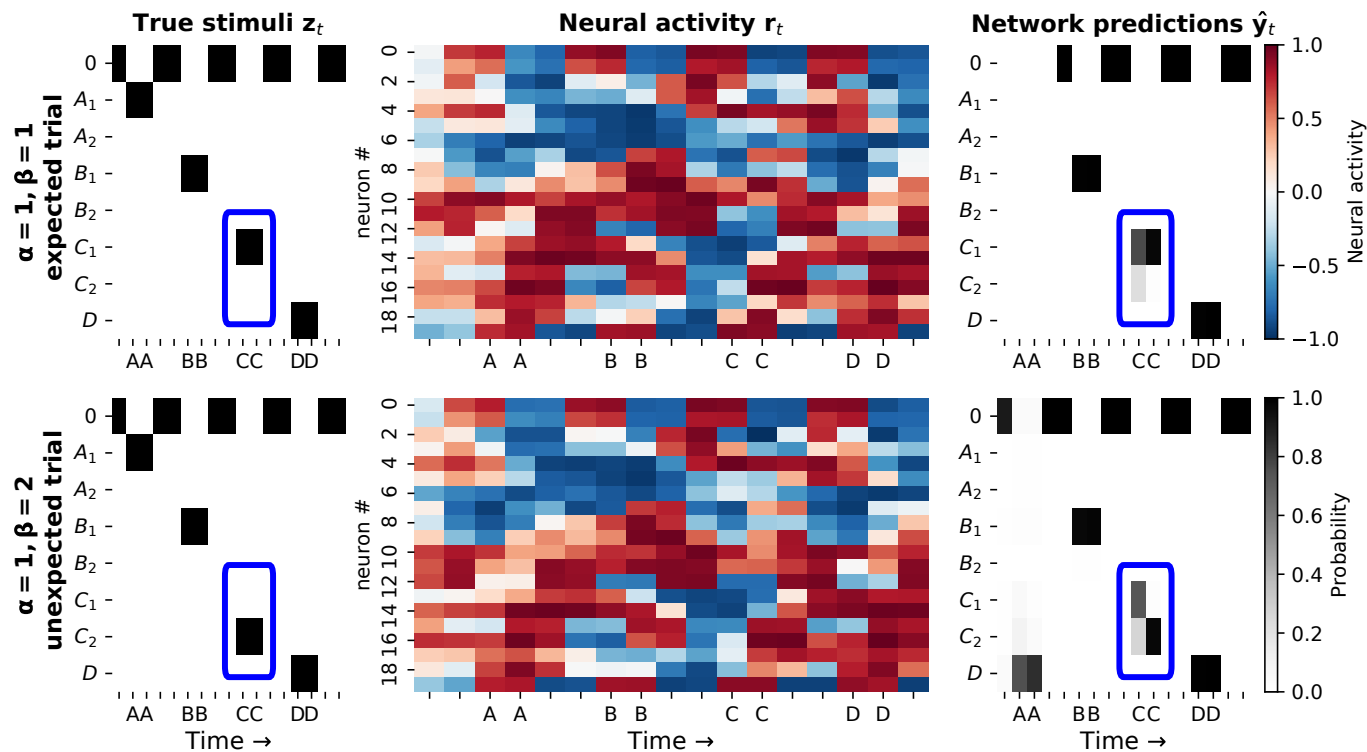 True stimuli z_t
Neural activity r_t
Network predictions ŷ_t
α = 1, β = 1
expected trial
0
A_1
A_2
B_1
B_2
C_1
C_2
D
AA BB CC DD
neuron #
0
2
4
6
8
10
12
14
16
18
A A B B C C D D
0
A_1
A_2
B_1
B_2
C_1
C_2
D
AA BB CC DD
1.0
0.5
0.0
−0.5
−1.0
Neural activity
α = 1, β = 2
unexpected trial
0
A_1
A_2
B_1
B_2
C_1
C_2
D
AA BB CC DD
Time →
neuron #
0
2
4
6
8
10
12
14
16
18
A A B B C C D D
Time →
0
A_1
A_2
B_1
B_2
C_1
C_2
D
AA BB CC DD
Time →
1.0
0.8
0.6
0.4
0.2
0.0
Probability